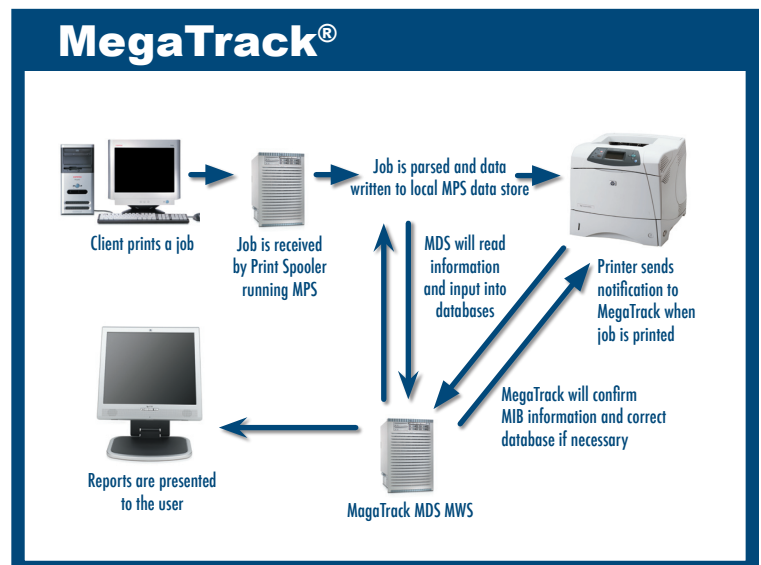 MegaTrack®
Client prints a job
Job is received
by Print Spooler
running MPS
Job is parsed and data
written to local MPS data store
MDS will read
information
and input into
databases
Printer sends
notification to
MegaTrack when
job is printed
MegaTrack will confirm
MIB information and correct
database if necessary
Reports are presented
to the user
MagaTrack MDS MWS